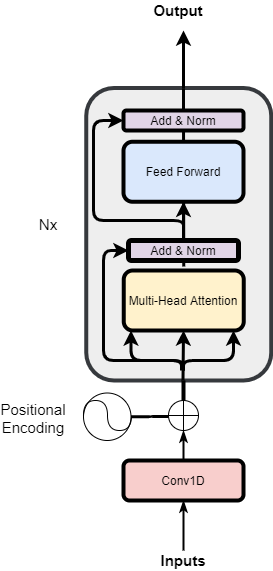 Output
Add & Norm
Feed Forward
Nx
Add & Norm
Multi-Head Attention
Positional
Encoding
Conv1D
Inputs